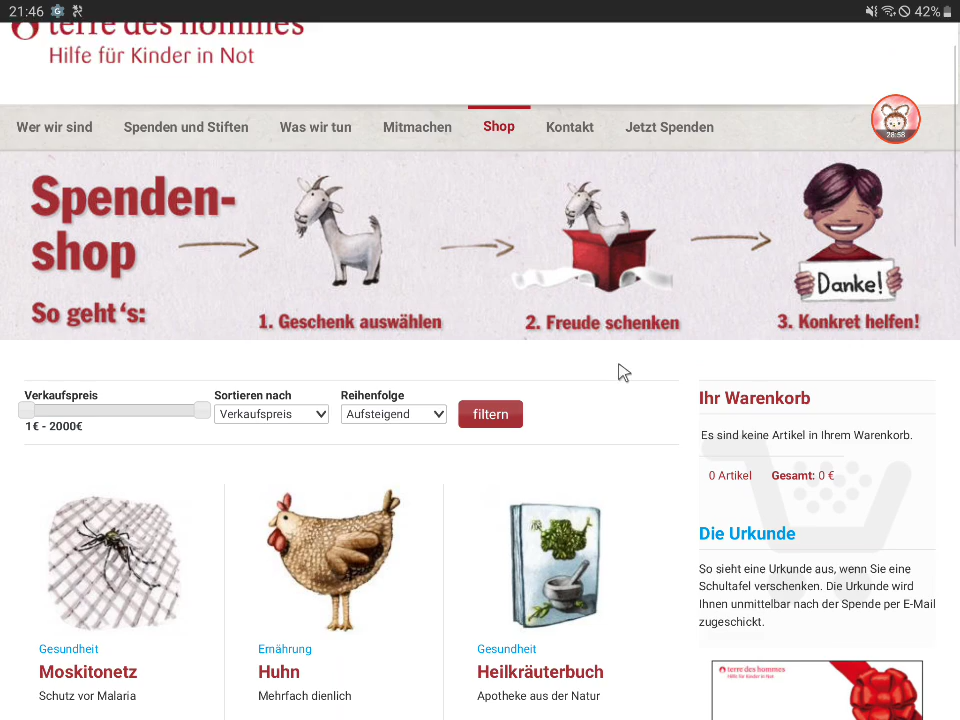 21:46
42%
terre des hommes
Hilfe für Kinder in Not
Wer wir sind
Spenden und Stiften
Was wir tun
Mitmachen
Shop
Kontakt
Jetzt Spenden
28:58
Spenden-
shop
So geht‘s:
1. Geschenk auswählen
2. Freude schenken
Danke!
3. Konkret helfen!
Verkaufspreis
1€ - 2000€
Sortieren nach
Verkaufspreis
Reihenfolge
Aufsteigend
filtern
Ihr Warenkorb
Es sind keine Artikel in Ihrem Warenkorb.
0 Artikel
Gesamt: 0 €
Die Urkunde
So sieht eine Urkunde aus, wenn Sie eine
Schultafel verschenken. Die Urkunde wird
Ihnen unmittelbar nach der Spende per E-Mail
zugeschickt.
terre des hommes
Hilfe für Kinder in Not
Gesundheit
Moskitonetz
Schutz vor Malaria
Ernährung
Huhn
Mehrfach dienlich
Gesundheit
Heilkräuterbuch
Apotheke aus der Natur